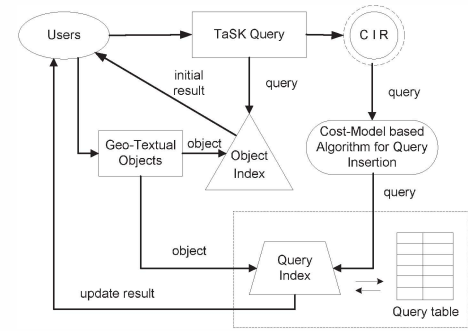 Users
TaSK Query
C I R
initial
result
query
query
Geo-Textual
Objects
object
Object
Index
Cost-Model based
Algorithm for Query
Insertion
query
object
Query
Index
update result
Query table